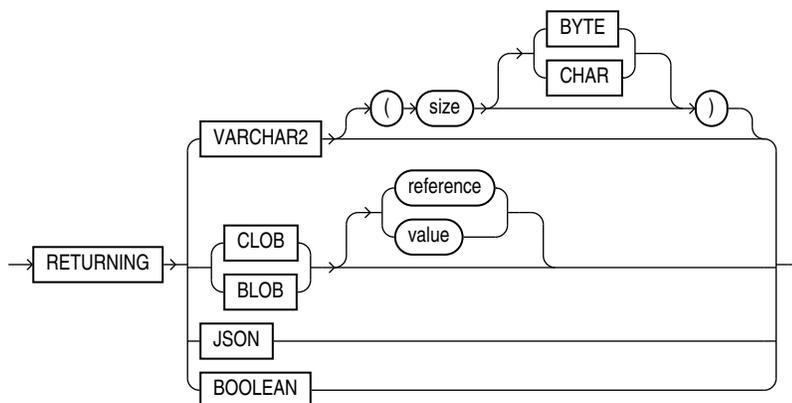 BYTE
CHAR
( size )
VARCHAR2
reference
value
CLOB
BLOB
RETURNING
JSON
BOOLEAN